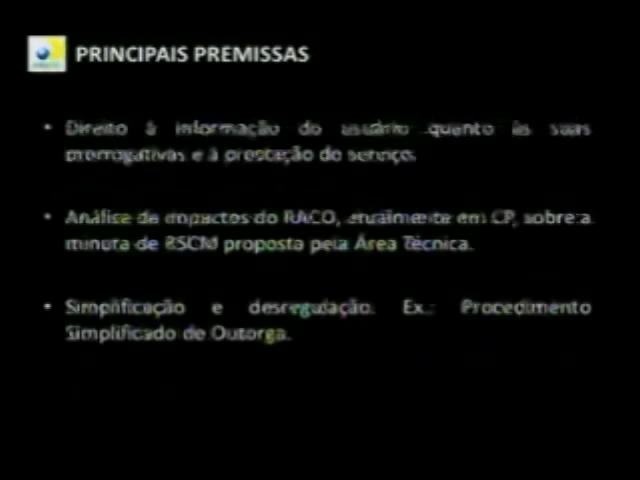 PRINCIPAIS PREMISSAS
• Direito à informação do usuário quanto às suas
prerrogativas e à prestação do serviço.
• Análise de impactos do RACO, atualmente em CP, sobre a
minuta de RSCM proposta pela Área Técnica.
• Simplificação e desregulação. Ex.: Procedimento
Simplificado de Outorga.